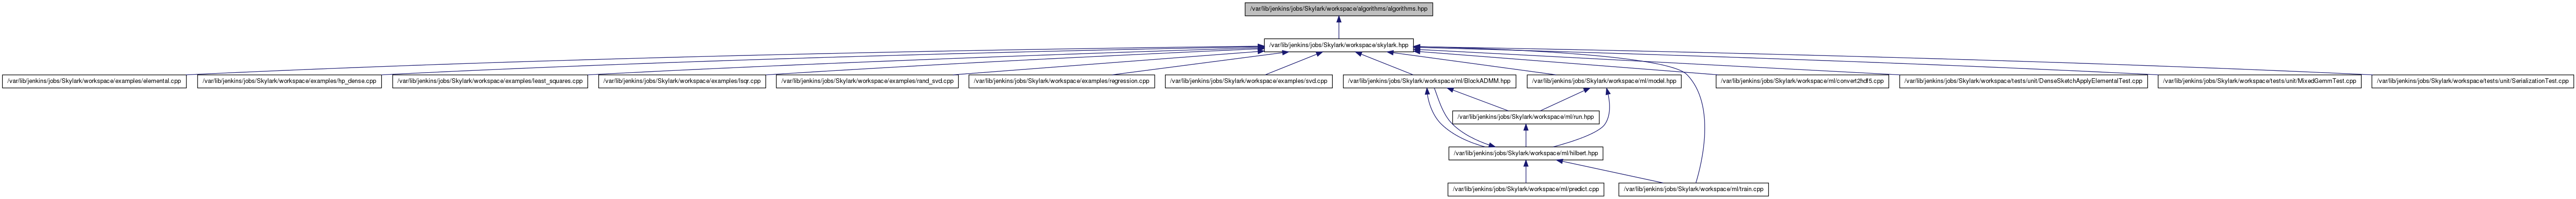 /var/lib/jenkins/jobs/Skylark/workspace/algorithms/algorithms.hpp
/var/lib/jenkins/jobs/Skylark/workspace/skylark.hpp
/var/lib/jenkins/jobs/Skylark/workspace/examples/elemental.cpp
/var/lib/jenkins/jobs/Skylark/workspace/examples/hp_dense.cpp
/var/lib/jenkins/jobs/Skylark/workspace/examples/least_squares.cpp
/var/lib/jenkins/jobs/Skylark/workspace/examples/lsqr.cpp
/var/lib/jenkins/jobs/Skylark/workspace/examples/rand_svd.cpp
/var/lib/jenkins/jobs/Skylark/workspace/examples/regression.cpp
/var/lib/jenkins/jobs/Skylark/workspace/examples/svd.cpp
/var/lib/jenkins/jobs/Skylark/workspace/ml/BlockADMM.hpp
/var/lib/jenkins/jobs/Skylark/workspace/ml/model.hpp
/var/lib/jenkins/jobs/Skylark/workspace/ml/convert2hdf5.cpp
/var/lib/jenkins/jobs/Skylark/workspace/tests/unit/DenseSketchApplyElementalTest.cpp
/var/lib/jenkins/jobs/Skylark/workspace/tests/unit/MixedGemmTest.cpp
/var/lib/jenkins/jobs/Skylark/workspace/tests/unit/SerializationTest.cpp
/var/lib/jenkins/jobs/Skylark/workspace/ml/run.hpp
/var/lib/jenkins/jobs/Skylark/workspace/ml/hilbert.hpp
/var/lib/jenkins/jobs/Skylark/workspace/ml/predict.cpp
/var/lib/jenkins/jobs/Skylark/workspace/ml/train.cpp